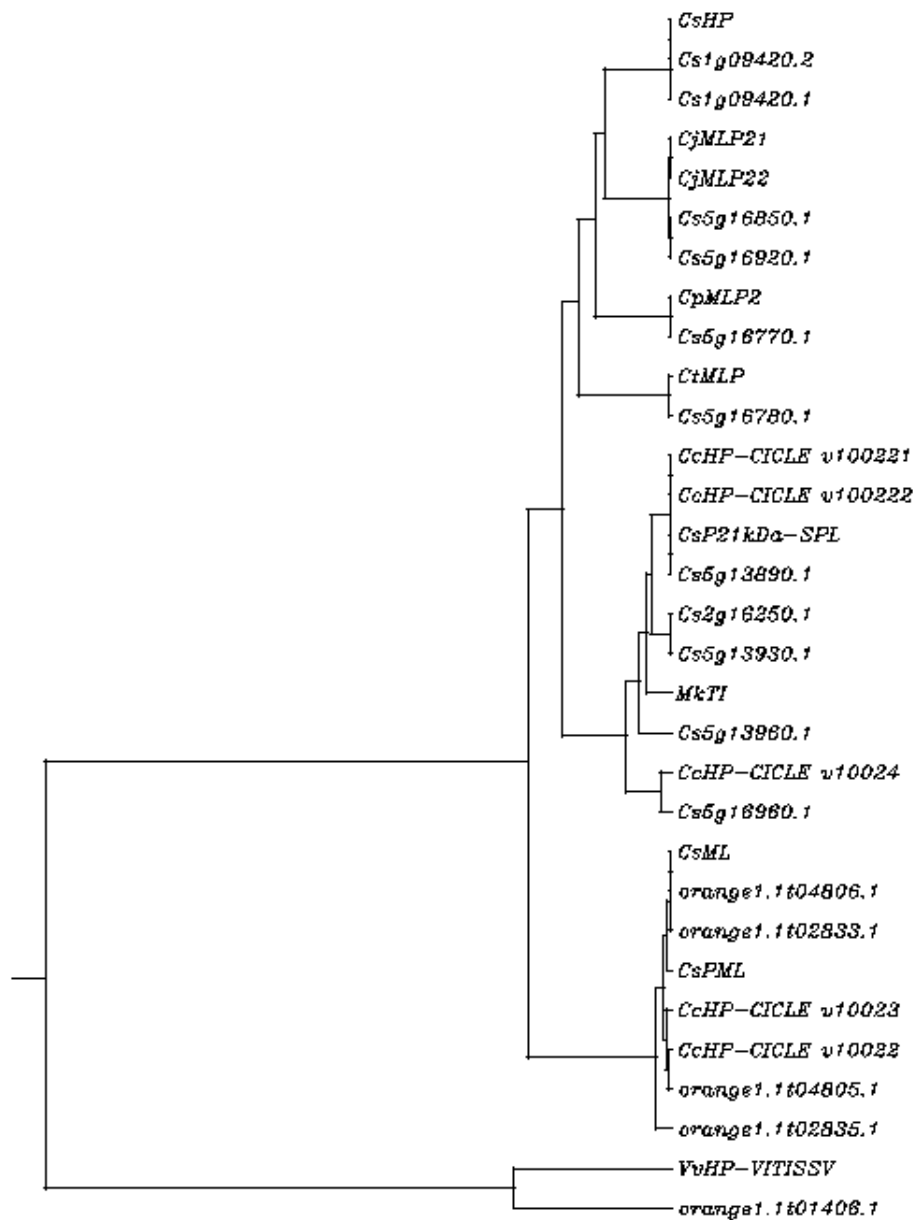 CsHP
Cs1g09420.2
Cs1g09420.1
CjMLP21
CjMLP22
Cs5g16850.1
Cs5g16920.1
CpMLP2
Cs5g16770.1
CtMLP
Cs5g16780.1
CcHP-CICLE v100221
CcHP-CICLE v100222
CsP21kDa-SPL
Cs5g13890.1
Cs2g16250.1
Cs5g13930.1
MkTI
Cs5g13960.1
CcHP-CICLE v10024
Cs5g16960.1
CsML
orange1.1t04806.1
orange1.1t02833.1
CsPML
CcHP-CICLE v10023
CcHP-CICLE v10022
orange1.1t04805.1
orange1.1t02835.1
VvHP-VITISSV
orange1.1t01406.1